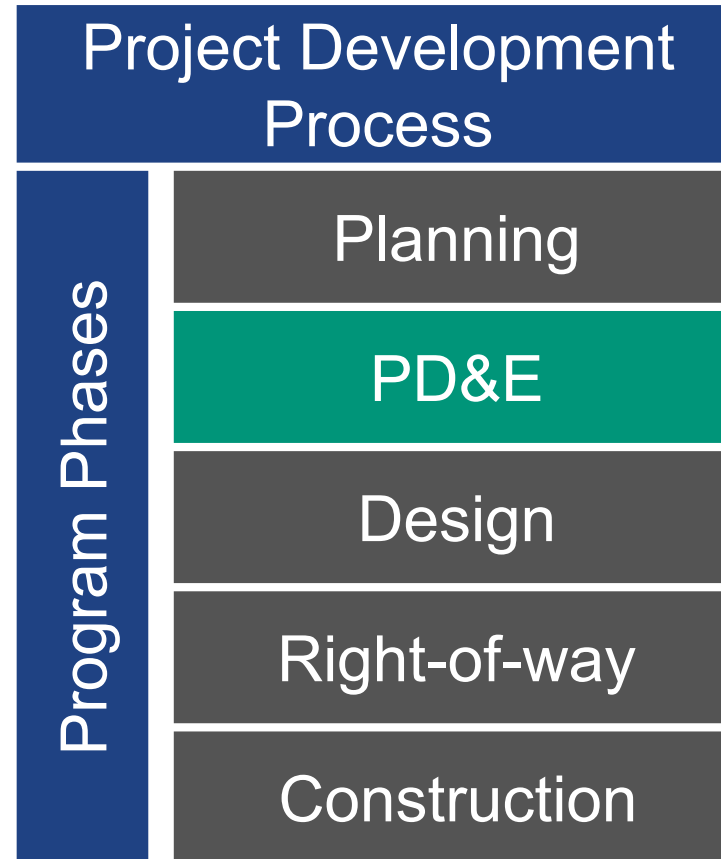 Project Development
Process
Program Phases
Planning
PD&E
Design
Right-of-way
Construction